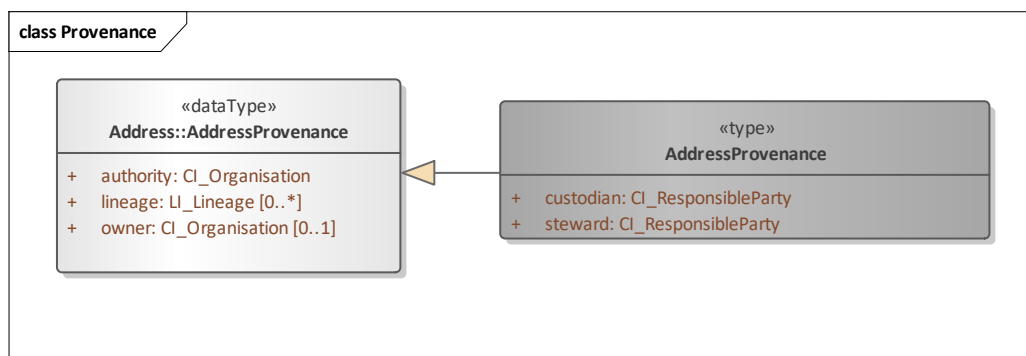 class Provenance
«dataType»
Address::AddressProvenance
+ authority: CI_Organisation
+ lineage: LI_Lineage [0..*]
+ owner: CI_Organisation [0..1]
«type»
AddressProvenance
+ custodian: CI_ResponsibleParty
+ steward: CI_ResponsibleParty